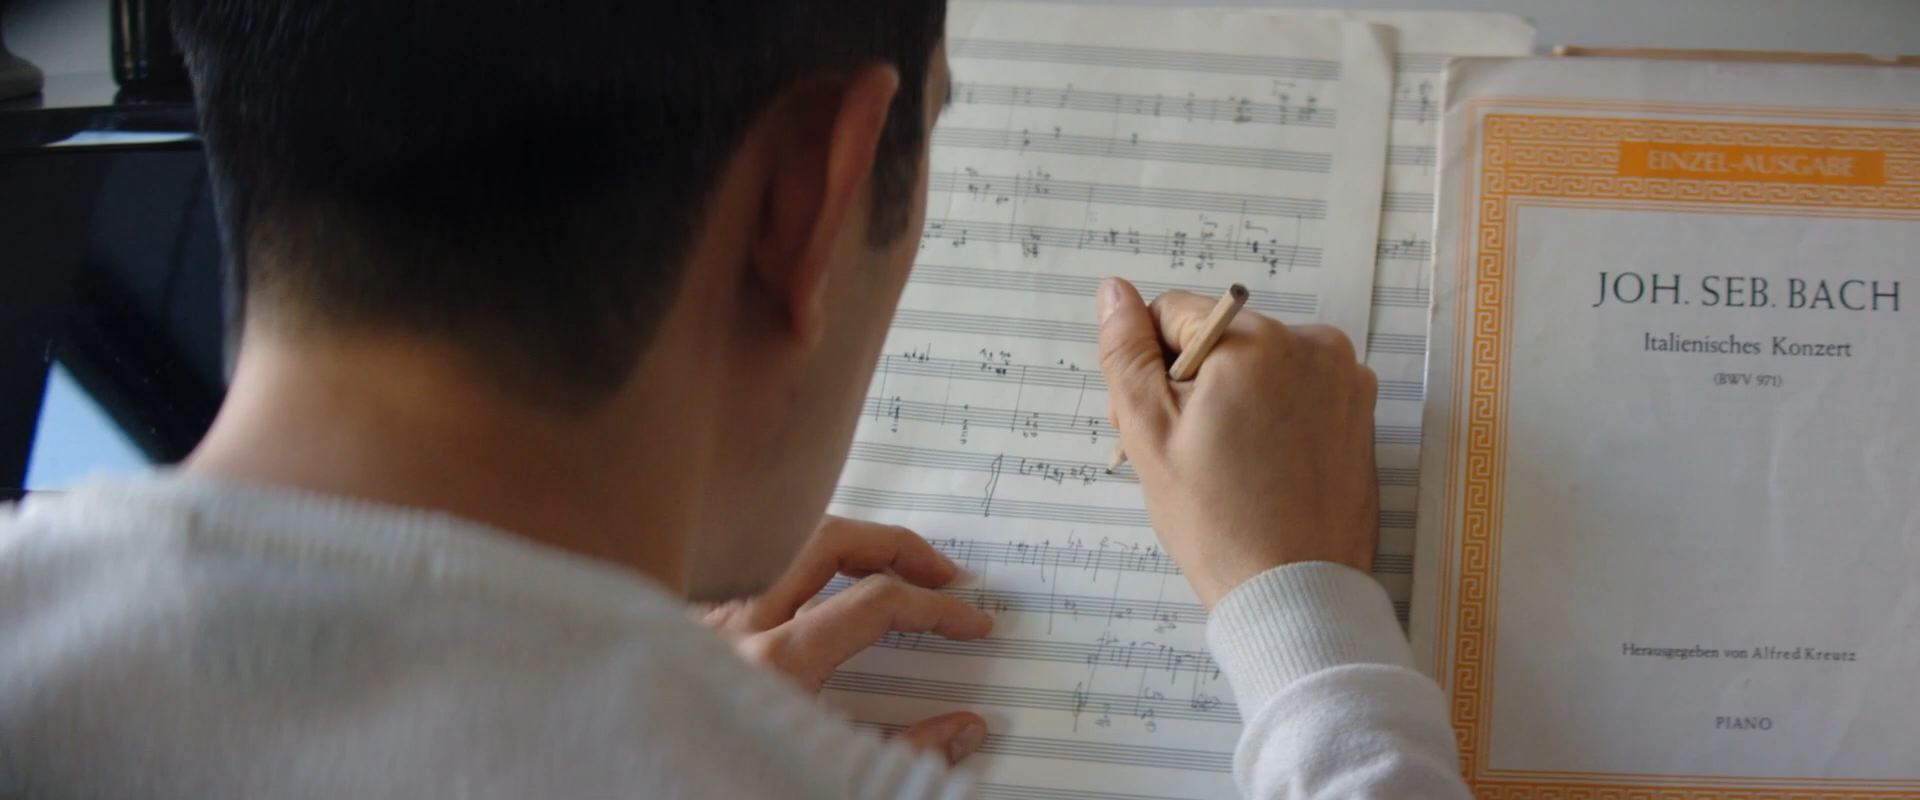 EINZEL-AUSGABE
JOH. SEB. BACH
Italienisches Konzert
(BWV 971)
Herausgegeben von Alfred Kreutz
PIANO